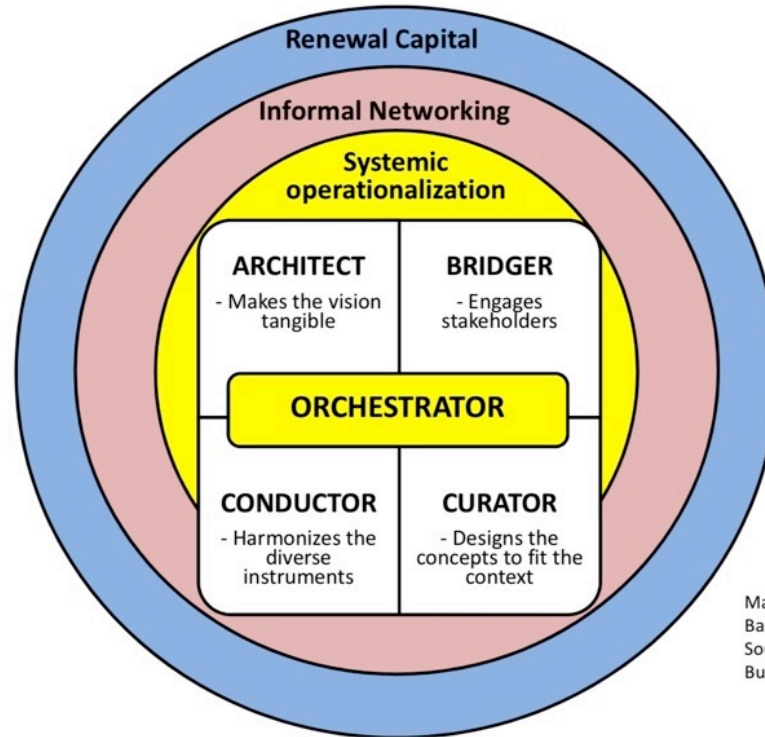 Renewal Capital
Informal Networking
Systemic
operationalization
ARCHITECT
- Makes the vision
tangible
BRIDGER
- Engages
stakeholders
ORCHESTRATOR
CONDUCTOR
- Harmonizes the
diverse
instruments
CURATOR
- Designs the
concepts to fit the
context